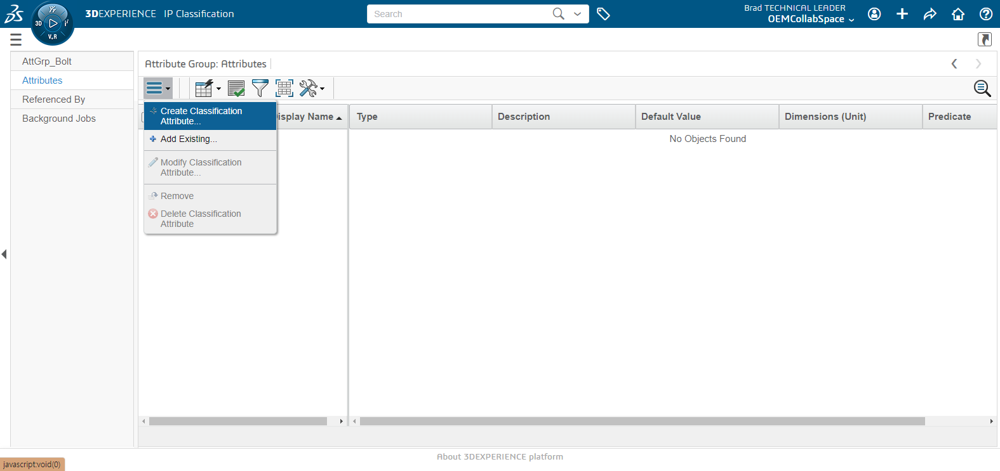 3DEXPERIENCE IP Classification
Search
Brad TECHNICAL LEADER
OEMCollabSpace
3D
V.R
AttGrp_Bolt
Attributes
Referenced By
Background Jobs
Attribute Group: Attributes
Create Classification
Attribute...
Add Existing...
Modify Classification
Attribute...
Remove
Delete Classification
Attribute
isplay Name
Type
Description
Default Value
Dimensions (Unit)
Predicate
No Objects Found
About 3DEXPERIENCE platform
javascript:void(0)